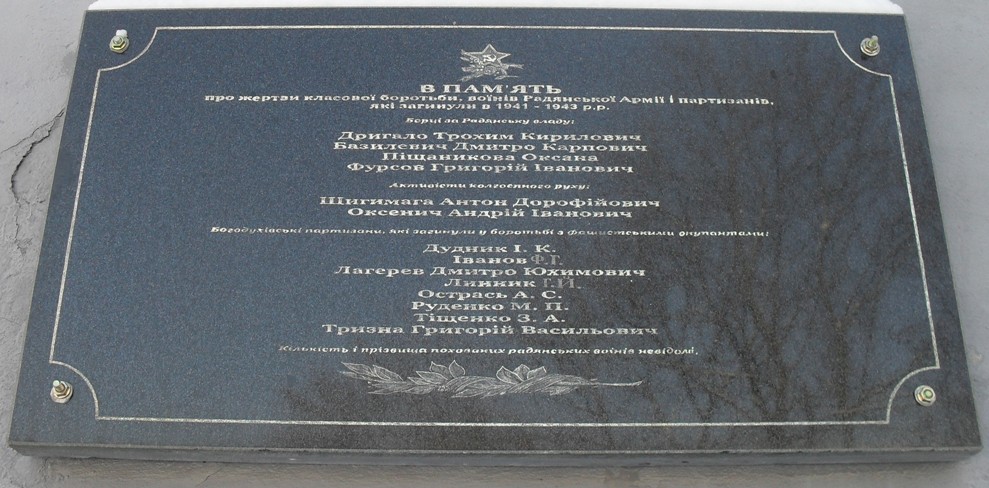 В ПАМ'ЯТЬ
про жертви класової боротьби, воїнів Радянської Армії і партизанів,
які загинули в 1941 - 1943 р.р.
Борці за Радянську владу:
Дригало Трохим Кирилович
Базилевич Дмитро Карпович
Піщаникова Оксана
Фурсов Григорій Іванович
Активісти колгоспного руху:
Шигимага Антон Дорофійович
Оксенич Андрій Іванович
Богодухівські партизани, які загинули у боротьбі з фашистськими окупантами:
Дудник І. К.
Іванов Ф.Г.
Лагерев Дмитро Юхимович
Линник Г.Й.
Острась А. С.
Руденко М. П.
Тіщенко З. А.
Тризна Григорій Васильович
Кількість і прізвища похованих радянських воїнів невідомі.